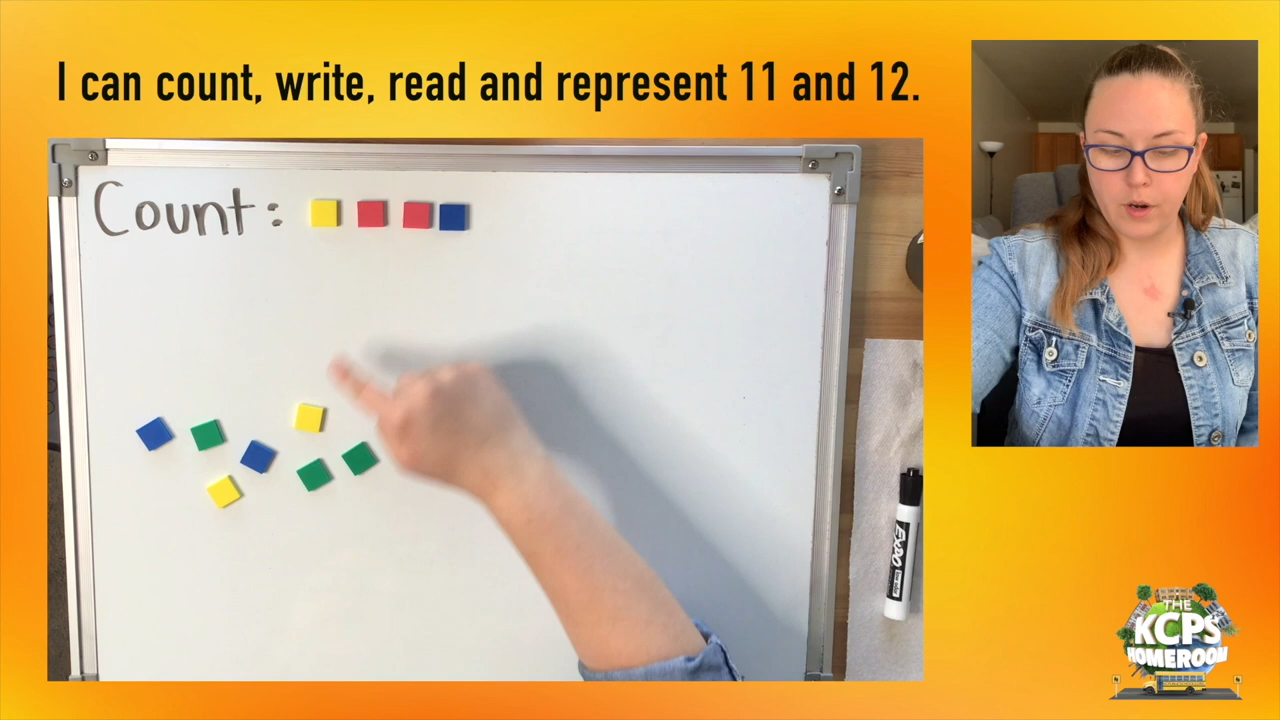 I can count, write, read and represent 11 and 12.
Count:
EXPO
THE
KCPS
HOMEROOM